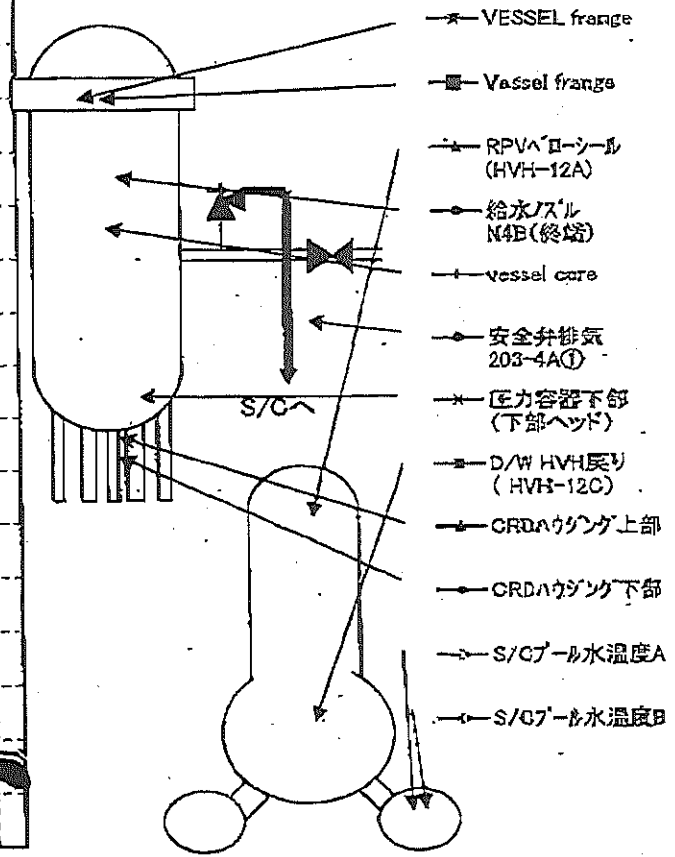 VESSEL frange
Vassel frange
RPVベローシール
(HVH-12A)
給水ノズル
N4B(終端)
vessel core
安全弁排気
203-4A①
圧力容器下部
(下部ヘッド)
D/W HVH戻り
( HVH-12C)
CRDハウジング上部
CRDハウジング下部
S/Cプール水温度A
S/Cプール水温度B
S/Cへ